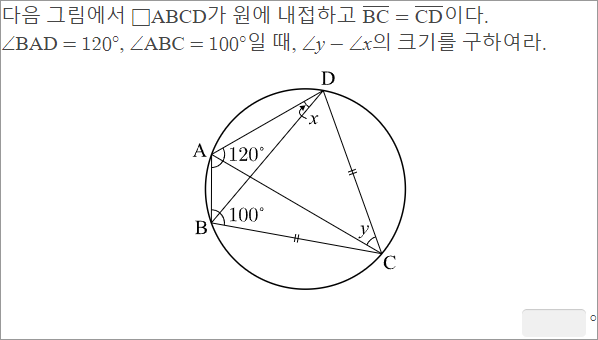 다음 그림에서 □ABCD가 원에 내접하고 BC = CD이다.
∠BAD = 120°, ∠ABC = 100°일 때, ∠y − ∠x의 크기를 구하여라.
D
x
A
120°
B
100°
y
C
°